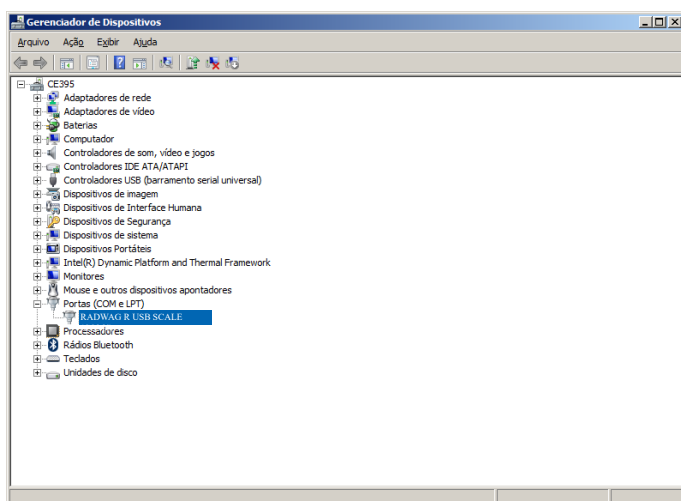 Gerenciador de Dispositivos
Arquivo Ação Exibir Ajuda
CE395
Adaptadores de rede
Adaptadores de vídeo
Baterias
Computador
Controladores de som, vídeo e jogos
Controladores IDE ATA/ATAPI
Controladores USB (barramento serial universal)
Dispositivos de imagem
Dispositivos de Interface Humana
Dispositivos de Segurança
Dispositivos de sistema
Dispositivos Portáteis
Intel(R) Dynamic Platform and Thermal Framework
Monitores
Mouse e outros dispositivos apontadores
Portas (COM e LPT)
RADWAG R USB SCALE
Processadores
Rádios Bluetooth
Teclados
Unidades de disco